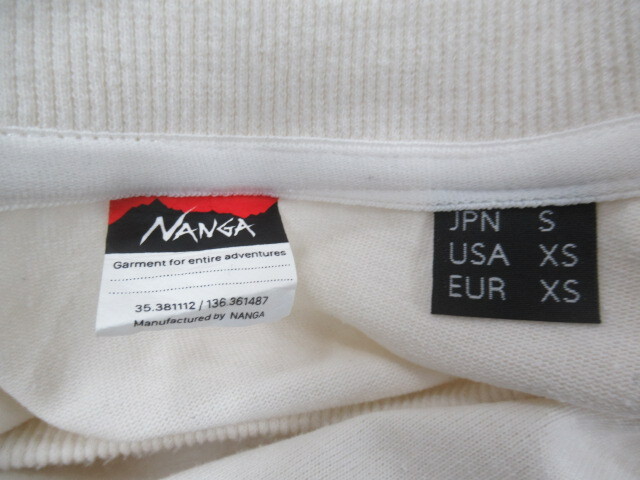 NANGA
Garment for entire adventures
35.381112 / 136.361487
Manufactured by NANGA
JPN S
USA XS
EUR XS